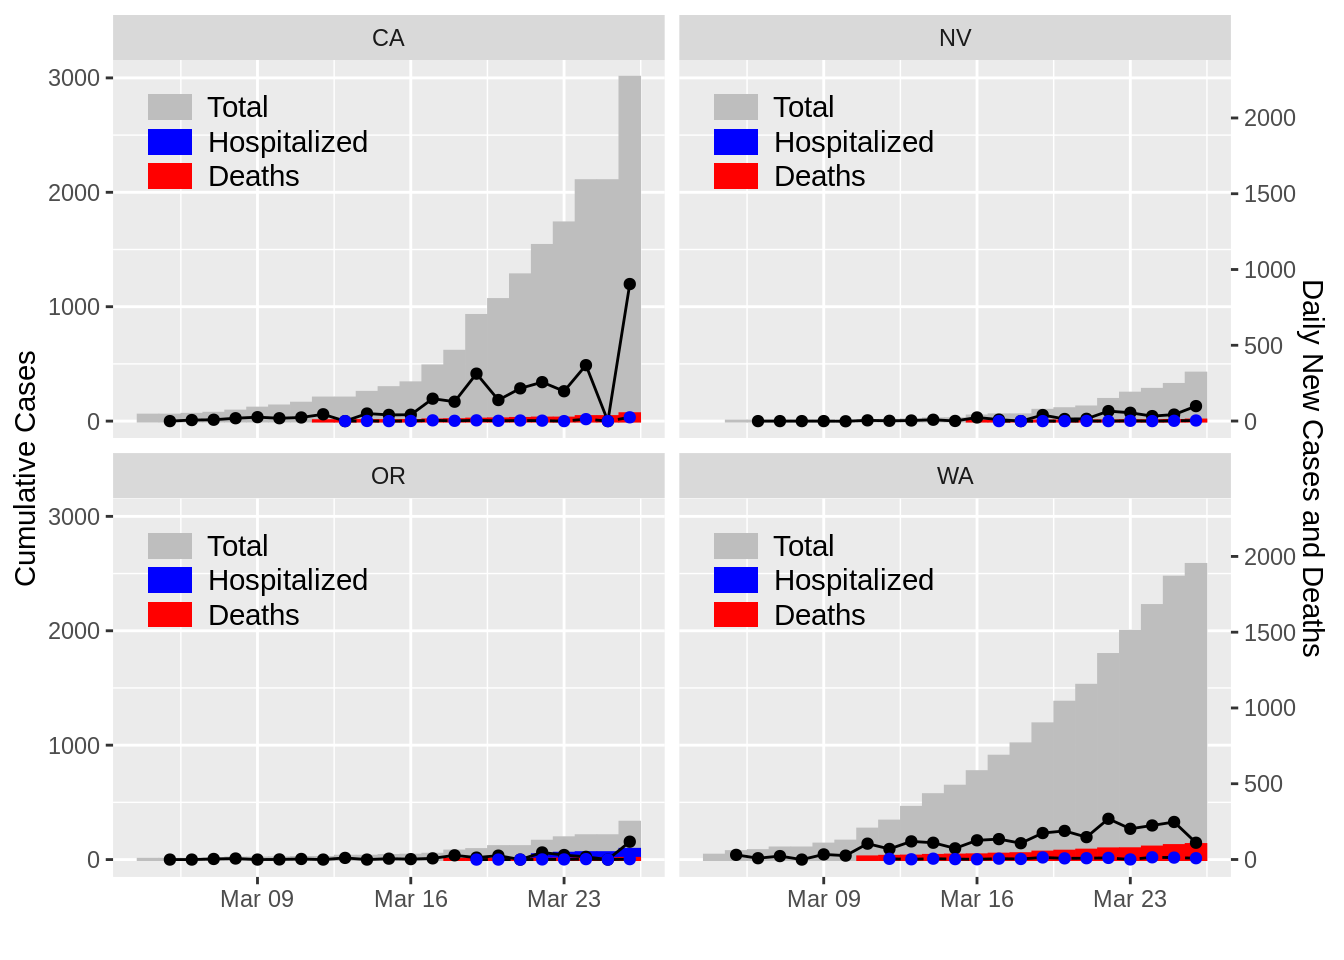 CA
NV
3000
2000
1000
0
Total
Hospitalized
Deaths
Total
Hospitalized
Deaths
2000
1500
1000
500
0
OR
WA
3000
2000
1000
0
Total
Hospitalized
Deaths
Total
Hospitalized
Deaths
2000
1500
1000
500
0
Mar 09
Mar 16
Mar 23
Mar 09
Mar 16
Mar 23
Cumulative Cases
Daily New Cases and Deaths